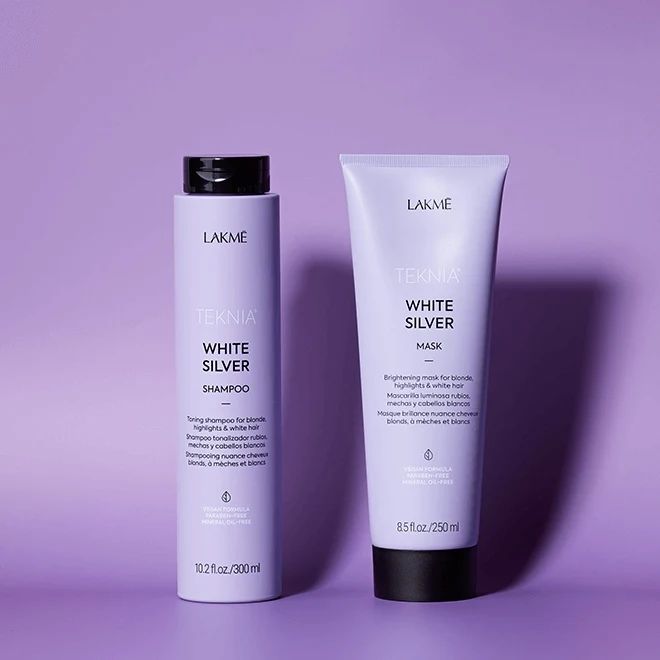 LAKMĒ
TEKNIA®
WHITE
SILVER
SHAMPOO
Toning shampoo for blonde,
highlights & white hair
Shampoo tonalizador rubios,
mechas y cabellos blancos
Shampooing nuance cheveux
blonds, à mèches et blancs
VEGAN FORMULA
PARABEN-FREE
MINERAL OIL-FREE
10.2 fl.oz./300 ml
LAKMĒ
TEKNIA®
WHITE
SILVER
MASK
Brightening mask for blonde,
highlights & white hair
Mascarilla luminosa rubios,
mechas y cabellos blancos
Masque brillance nuance cheveux
blonds, à mèches et blancs
VEGAN FORMULA
PARABEN-FREE
MINERAL OIL-FREE
8.5 fl.oz./250 ml